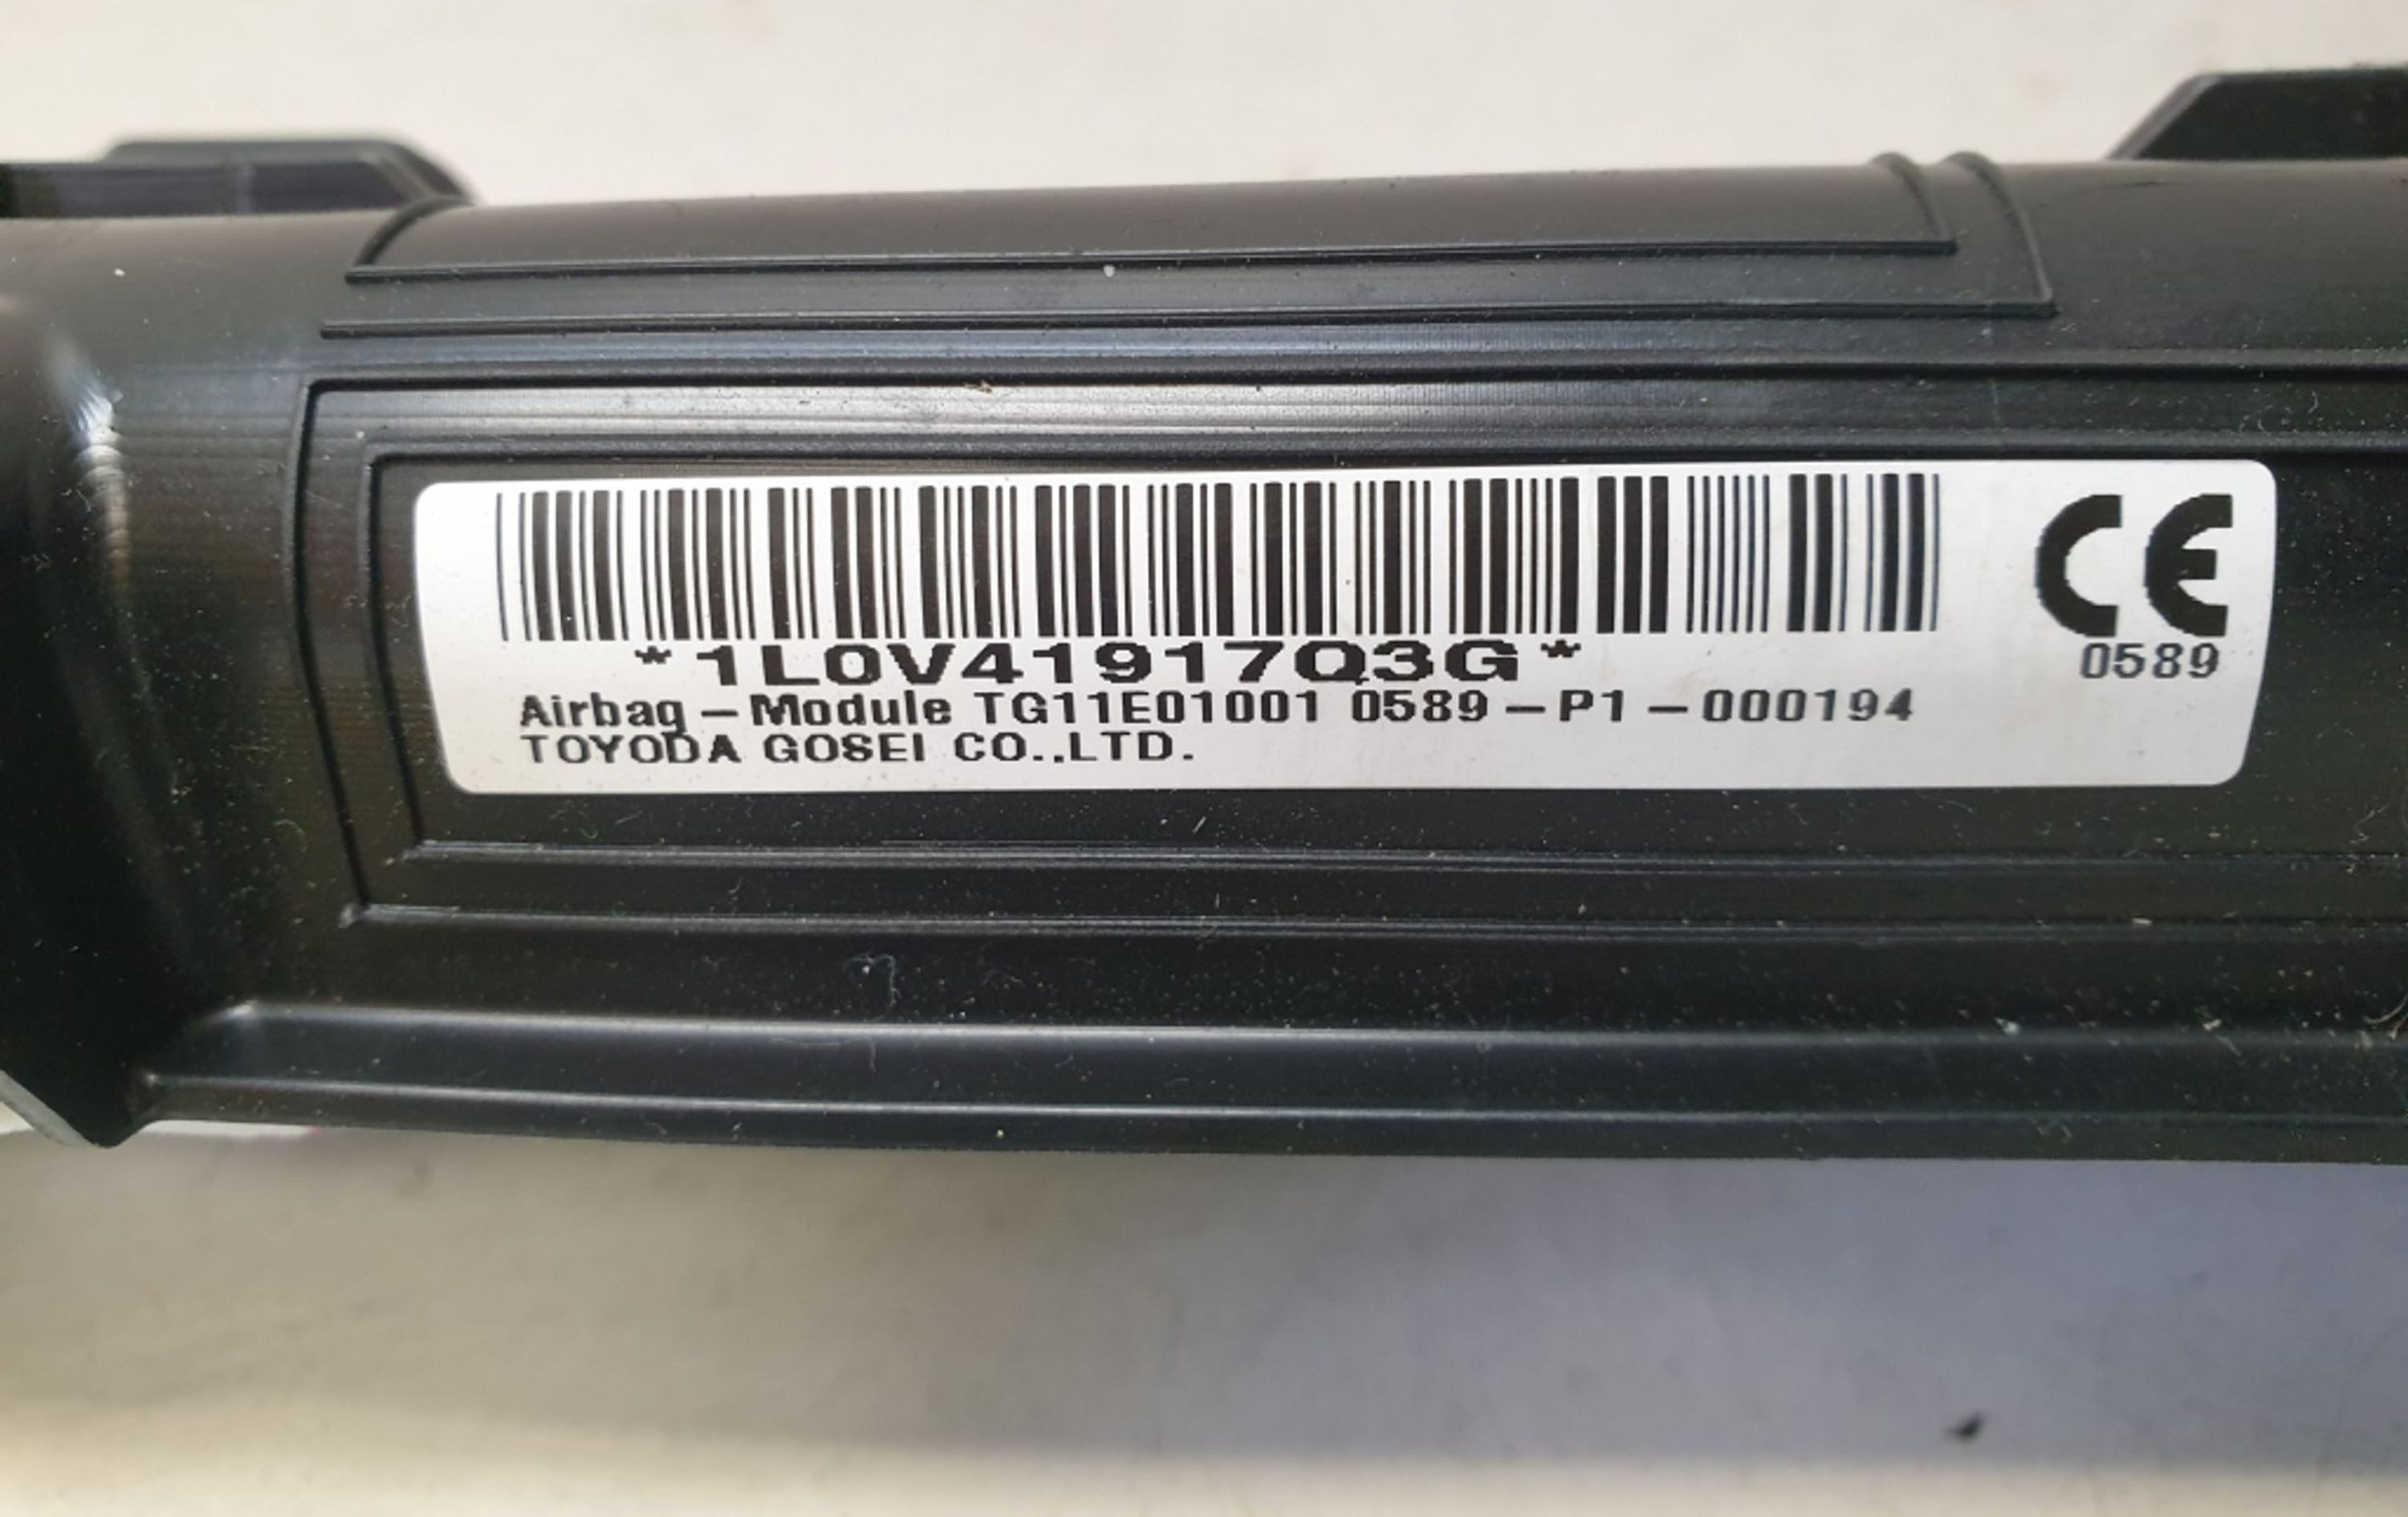 *1L0V41917Q3G*
Airbag-Module TG11E01001 0589-P1-000194
TOYODA GOSEI CO.,LTD.
CE
0589